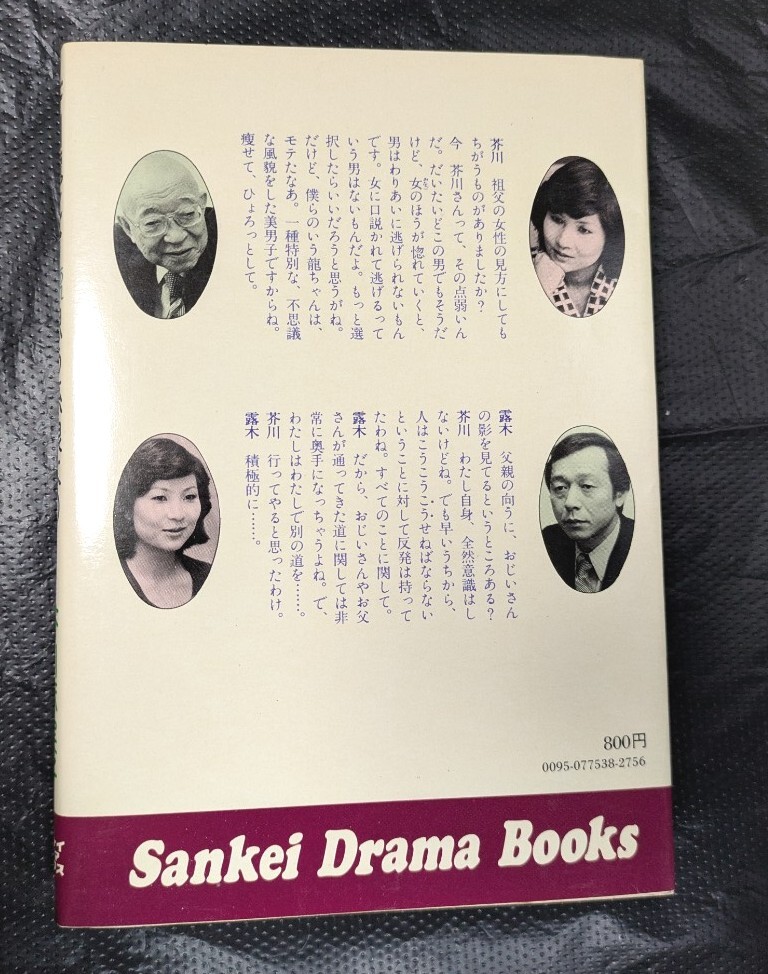 芥川　祖父の女性の見方にしても
ちがうものがありましたか？
今　芥川さんって、その点弱いん
だ。だいたいどこの男でもそうだ
けど、女のほうが惚れていくと、
男はわりあいに逃げられないもん
です。女に口説かれて逃げるって
いう男はないもんだよ。もっと選
択したらいいだろうと思うがね。
だけど、僕らのいう龍ちゃんは、
モテたなあ。一種特別な、不思議
な風貌をした美男子ですからね。
痩せて、ひょろっとして。
露木　父親の向うに、おじいさん
の影を見てるというところある？
芥川　わたし自身、全然意識はし
ないけどね。でも早いうちから、
人はこうこうこうせねばならない
ということに対して反発は持って
たわね。すべてのことに関して。
露木　だから、おじいさんやお父
さんが通ってきた道に関しては非
常に奥手になっちゃうよね。で、
わたしはわたしで別の道を……。
芥川　行ってやると思ったわけ。
露木　積極的に……。
800円
0095-077538-2756
Sankei Drama Books